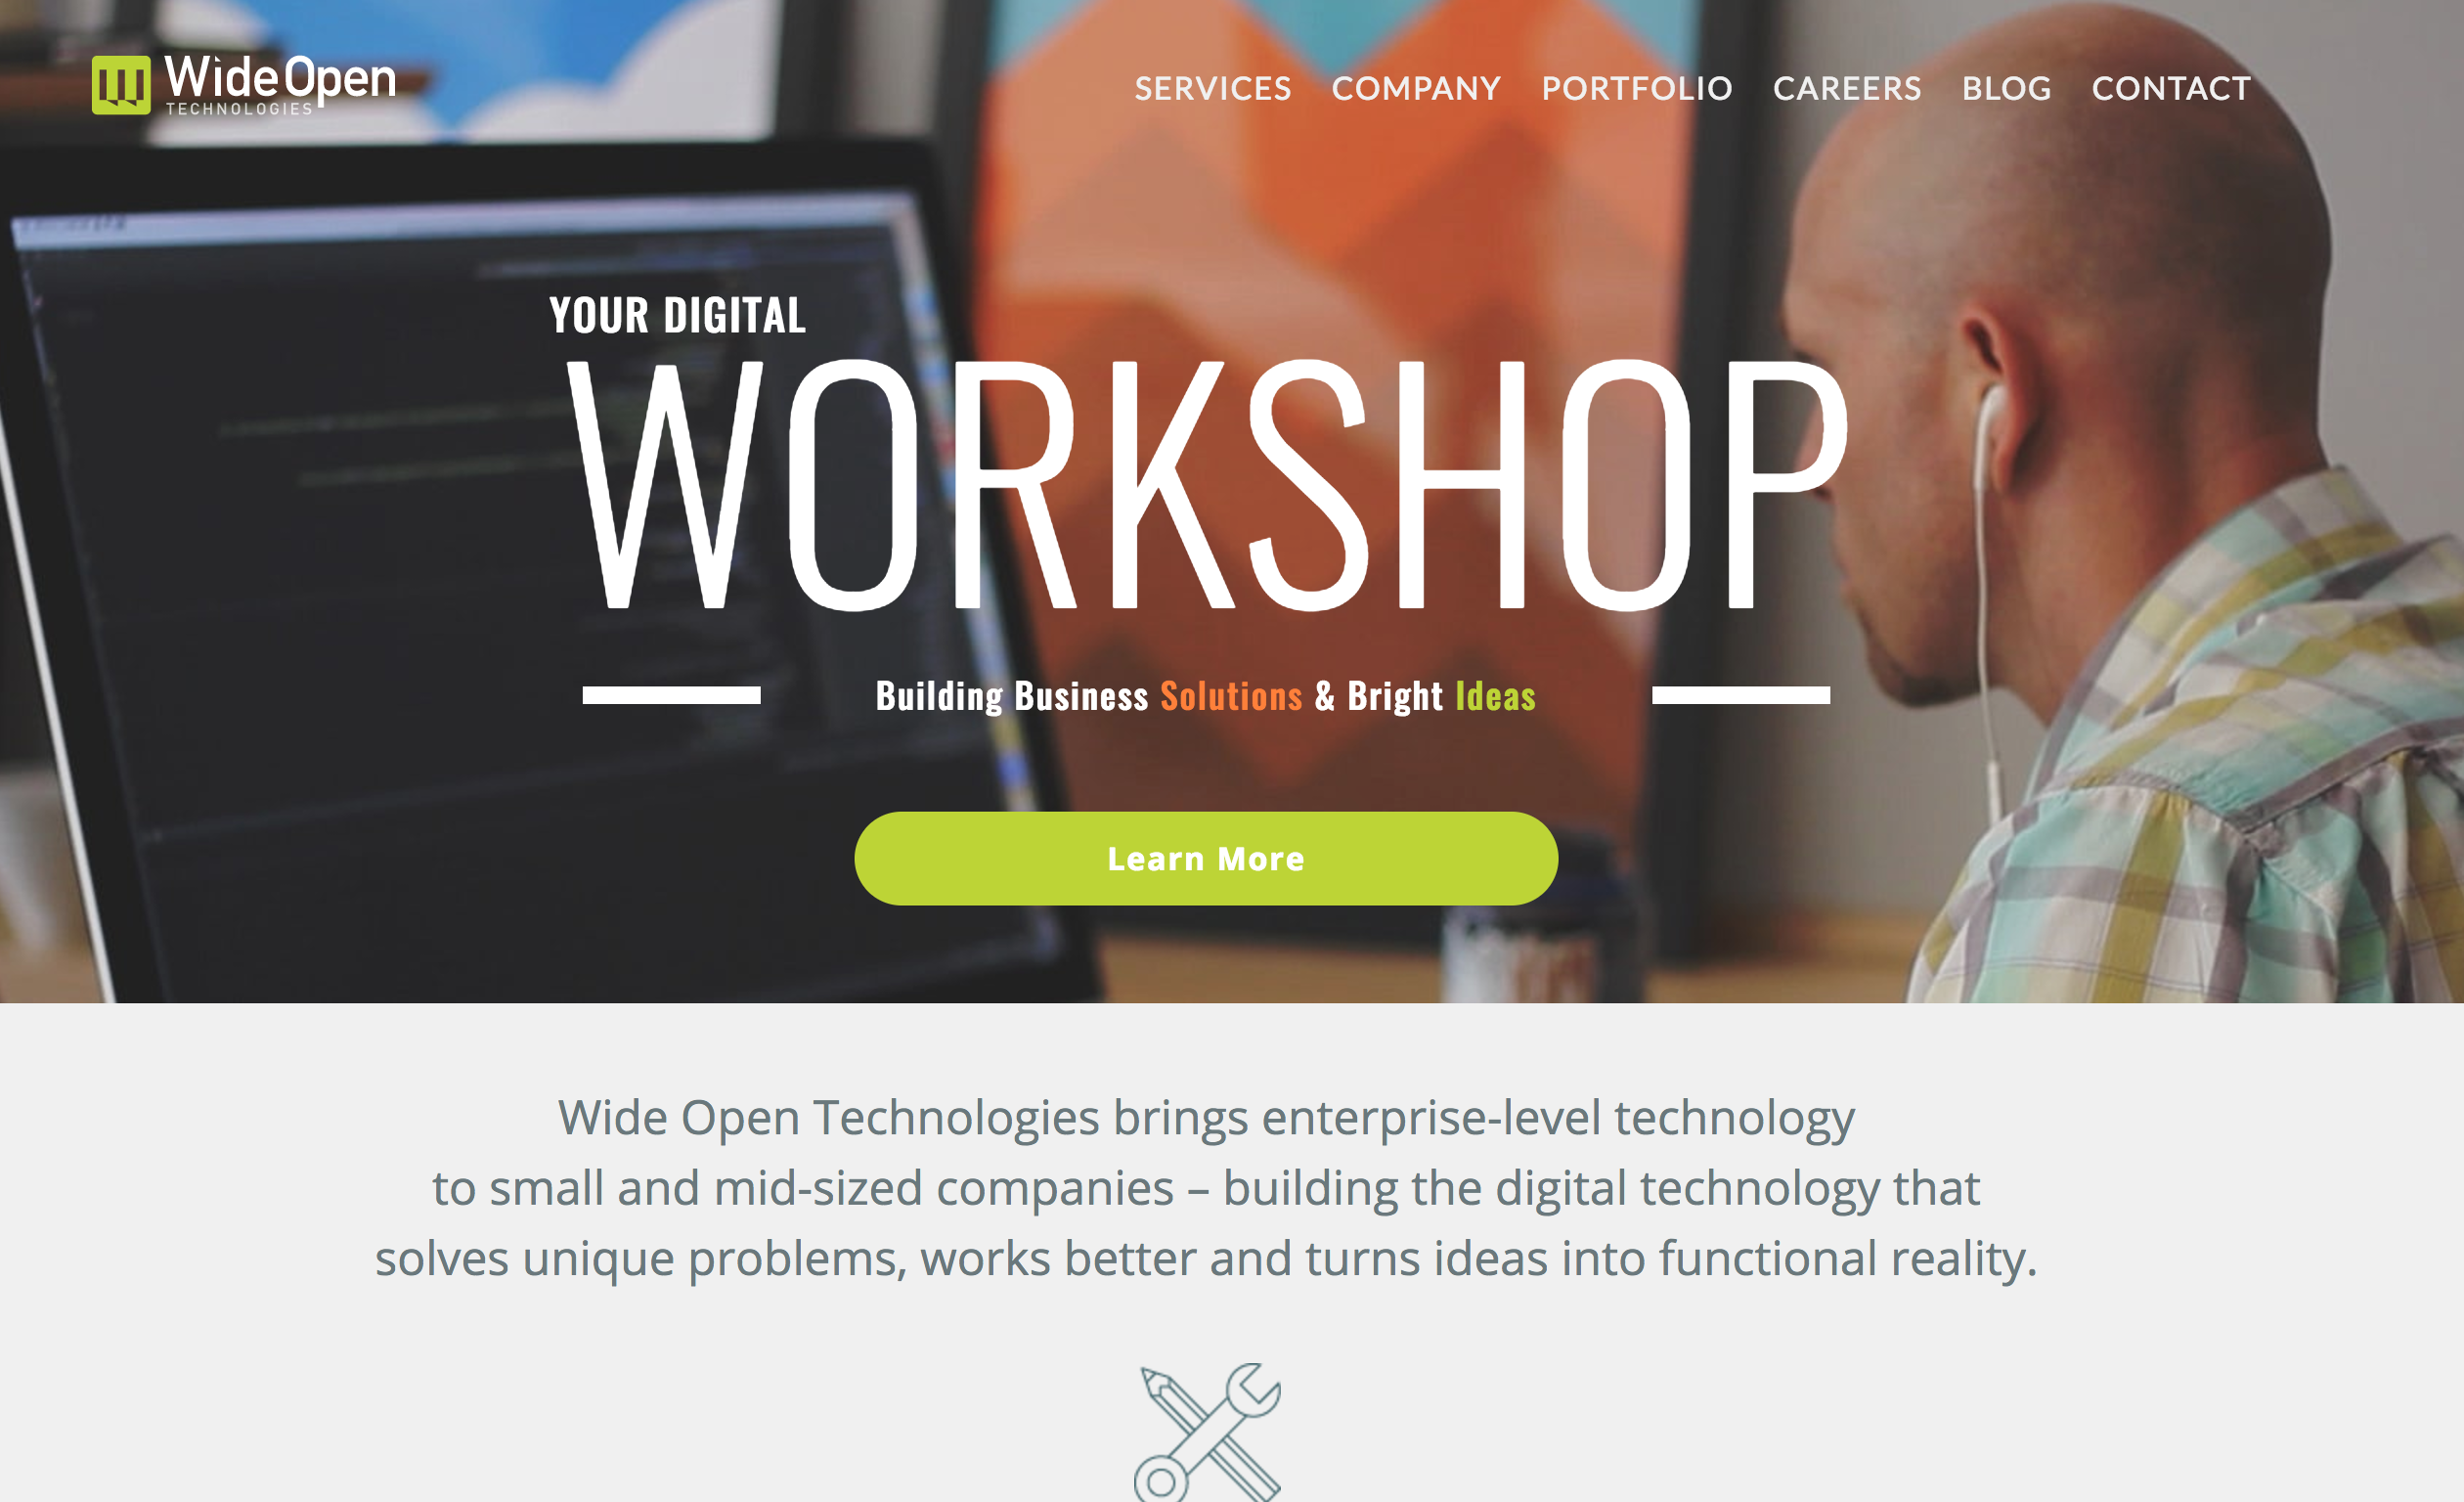 WideOpen
TECHNOLOGIES
SERVICES COMPANY PORTFOLIO CAREERS BLOG CONTACT
YOUR DIGITAL
WORKSHOP
Building Business Solutions & Bright Ideas
Learn More
Wide Open Technologies brings enterprise-level technology
to small and mid-sized companies – building the digital technology that
solves unique problems, works better and turns ideas into functional reality.